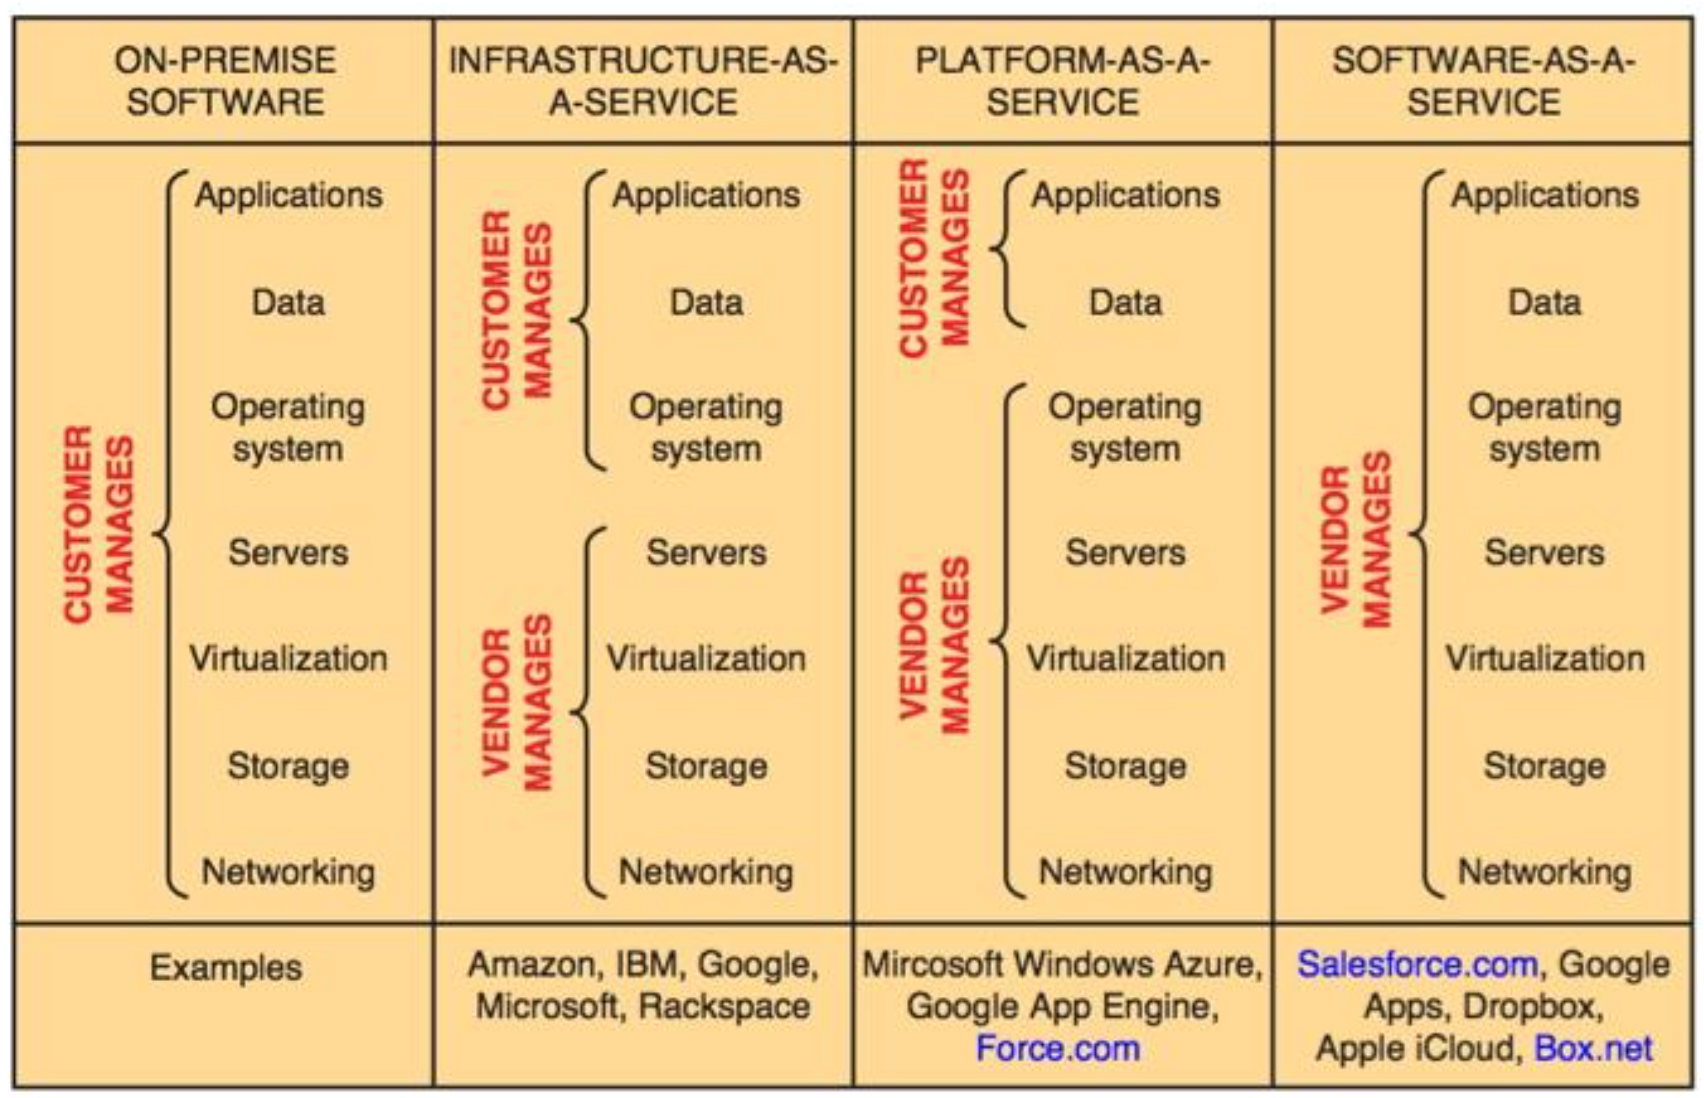 ON-PREMISE
SOFTWARE
INFRASTRUCTURE-AS-
A-SERVICE
PLATFORM-AS-A-
SERVICE
SOFTWARE-AS-A-
SERVICE
CUSTOMER
MANAGES
Applications
Data
Operating
system
Servers
Virtualization
Storage
Networking
CUSTOMER
MANAGES
Applications
Data
Operating
system
VENDOR
MANAGES
Servers
Virtualization
Storage
Networking
CUSTOMER
MANAGES
Applications
Data
VENDOR
MANAGES
Operating
system
Servers
Virtualization
Storage
Networking
VENDOR
MANAGES
Applications
Data
Operating
system
Servers
Virtualization
Storage
Networking
Examples
Amazon, IBM, Google,
Microsoft, Rackspace
Mircosoft Windows Azure,
Google App Engine,
Force.com
Salesforce.com, Google
Apps, Dropbox,
Apple iCloud, Box.net